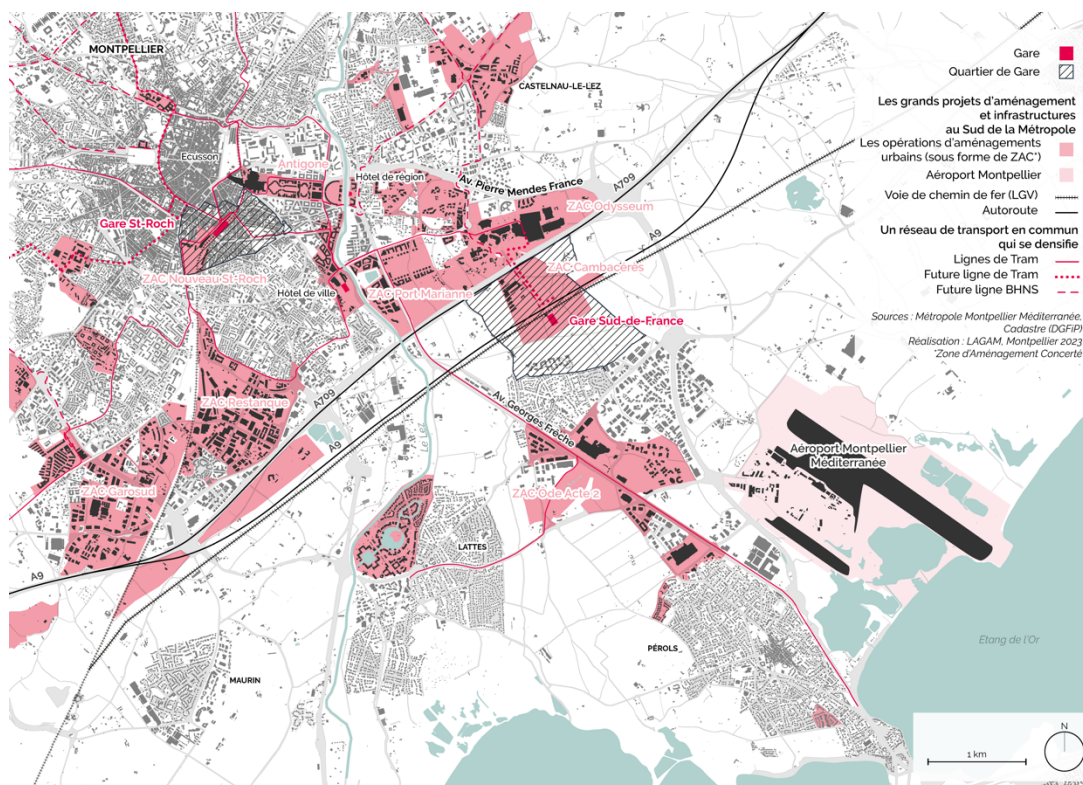 MONTPELLIER
CASTELNAU-LE-LEZ
Ecusson
Antigone
Hôtel de région
Av. Pierre Mendes France
A709
ZAC Odysseum
A9
Gare St-Roch
ZAC Nouveau St-Roch
ZAC Cambacérès
Hôtel de ville
ZAC Port Marianne
Gare Sud-de-France
Av. Georges Frêche
ZAC Restanque
A709
A9
Le Lez
Aéroport Montpellier
Méditerranée
ZAC Garosud
ZAC Ode Acte 2
LATTES
A9
Etang de l'Or
PÉROLS
MAURIN
Gare
Quartier de Gare
Les grands projets d'aménagement
et infrastructures
au Sud de la Métropole
Les opérations d'aménagements
urbains (sous forme de ZAC*)
Aéroport Montpellier
Voie de chemin de fer (LGV)
Autoroute
Un réseau de transport en commun
qui se densifie
Lignes de Tram
Future ligne de Tram
Future ligne BHNS
Sources : Métropole Montpellier Méditerranée,
Cadastre (DGFiP)
Réalisation : LAGAM, Montpellier 2023
*Zone d'Aménagement Concerté
N
1 km